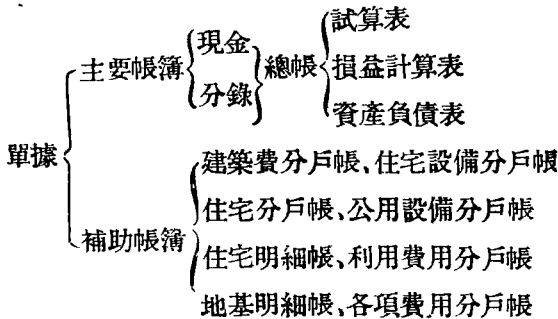 單據
主要帳簿
現金
分錄
總帳
試算表
損益計算表
資產負債表
補助帳簿
建築費分戶帳、住宅設備分戶帳
住宅分戶帳、公用設備分戶帳
住宅明細帳、利用費用分戶帳
地基明細帳、各項費用分戶帳